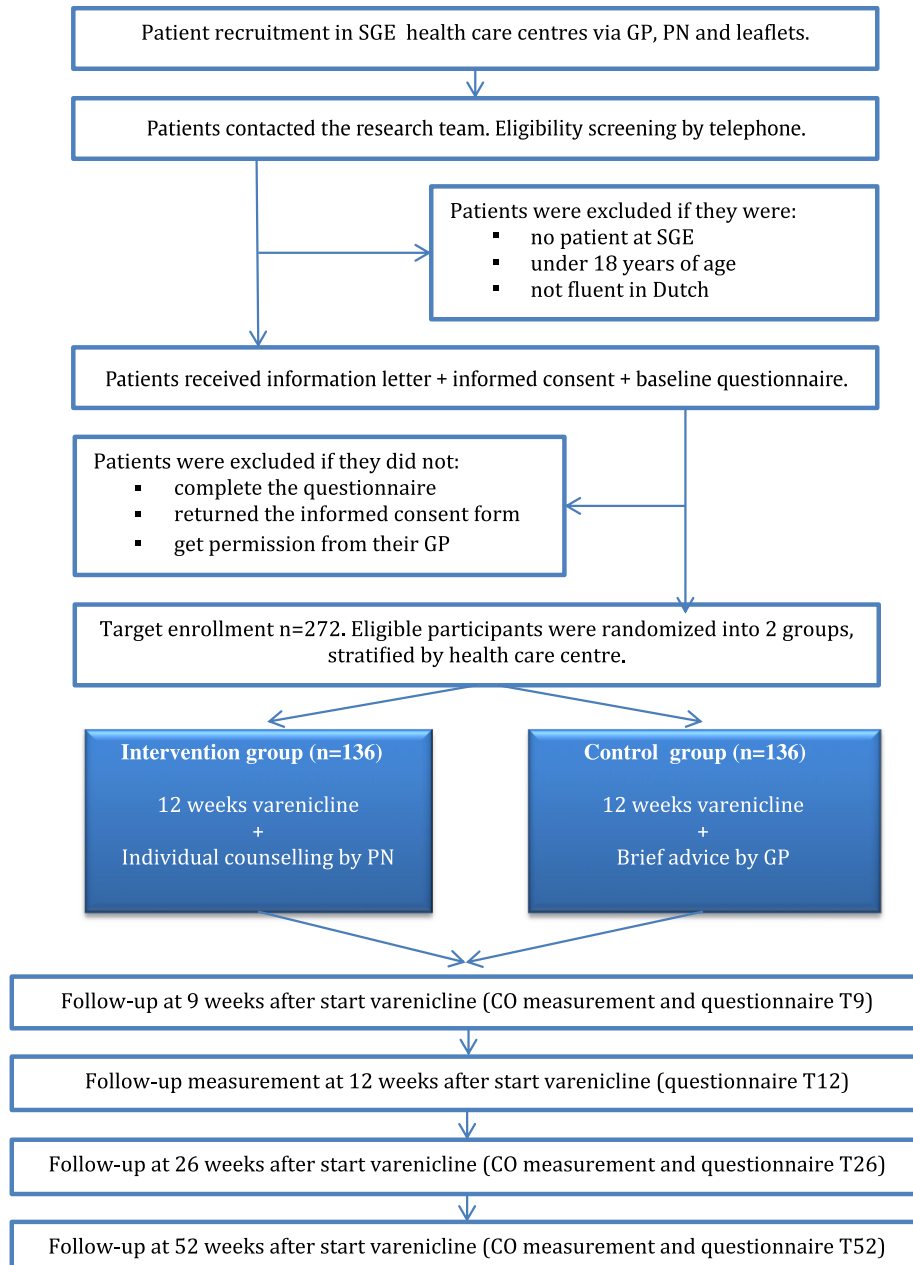 Patient recruitment in SGE health care centres via GP, PN and leaflets.
Patients contacted the research team. Eligibility screening by telephone.
Patients were excluded if they were:
▪ no patient at SGE
▪ under 18 years of age
▪ not fluent in Dutch
Patients received information letter + informed consent + baseline questionnaire.
Patients were excluded if they did not:
▪ complete the questionnaire
▪ returned the informed consent form
▪ get permission from their GP
Target enrollment n=272. Eligible participants were randomized into 2 groups,
stratified by health care centre.
Intervention group (n=136)
12 weeks varenicline
+
Individual counselling by PN
Control group (n=136)
12 weeks varenicline
+
Brief advice by GP
Follow-up at 9 weeks after start varenicline (CO measurement and questionnaire T9)
Follow-up measurement at 12 weeks after start varenicline (questionnaire T12)
Follow-up at 26 weeks after start varenicline (CO measurement and questionnaire T26)
Follow-up at 52 weeks after start varenicline (CO measurement and questionnaire T52)